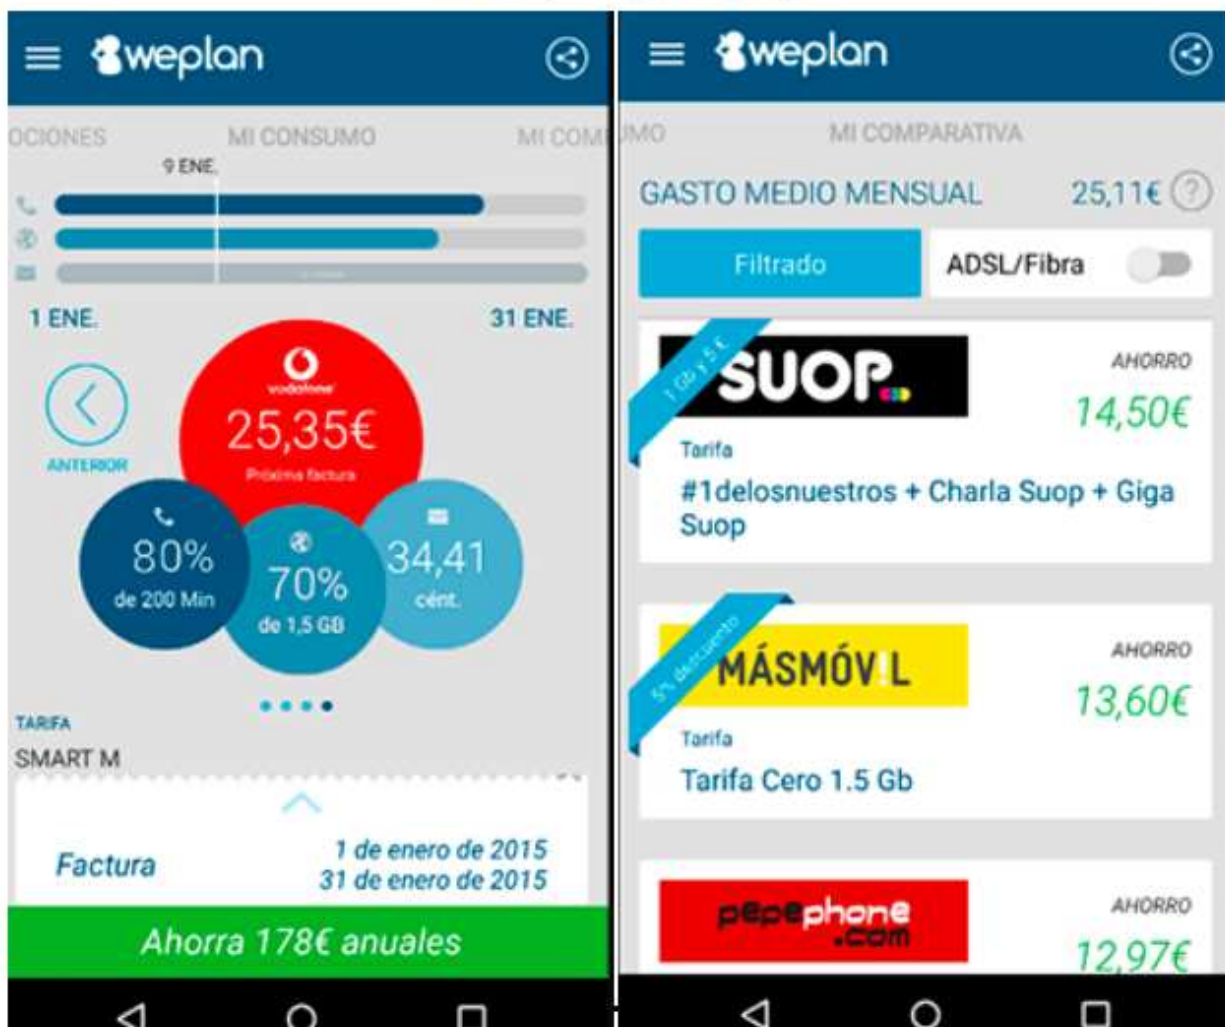 weplan
OCIONES MI CONSUMO MI COM
9 ENE.
1 ENE. 31 ENE.
vodafone
25,35€
Próxima factura
ANTERIOR
80%
de 200 Min
70%
de 1,5 GB
34,41
cént.
TARIFA
SMART M
Factura
1 de enero de 2015
31 de enero de 2015
Ahorra 178€ anuales
weplan
UMO MI COMPARATIVA
GASTO MEDIO MENSUAL 25,11€ ?
Filtrado ADSL/Fibra
1 Gb y 5 €
SUOP
AHORRO
14,50€
Tarifa
#1delosnuestros + Charla Suop + Giga
Suop
5% descuento
MÁSMÓVIL
AHORRO
13,60€
Tarifa
Tarifa Cero 1.5 Gb
pepephone
.com
AHORRO
12,97€